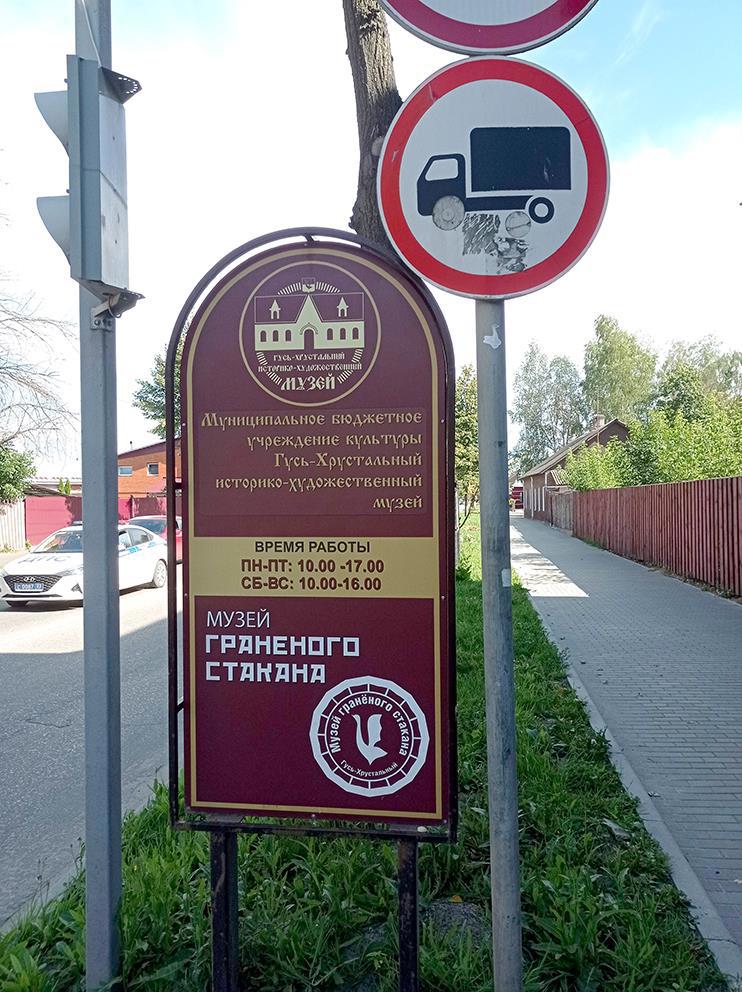 ГУСЬ-ХРУСТАЛЬНЫЙ
ИСТОРИКО-ХУДОЖЕСТВЕННЫЙ
МУЗЕЙ
Муниципальное бюджетное
учреждение культуры
Гусь-Хрустальный
историко-художественный
музей
ВРЕМЯ РАБОТЫ
ПН-ПТ: 10.00 -17.00
СБ-ВС: 10.00-16.00
МУЗЕЙ
ГРАНЕНОГО
СТАКАНА
Музей гранёного стакана
Гусь-Хрустальный
ДПС